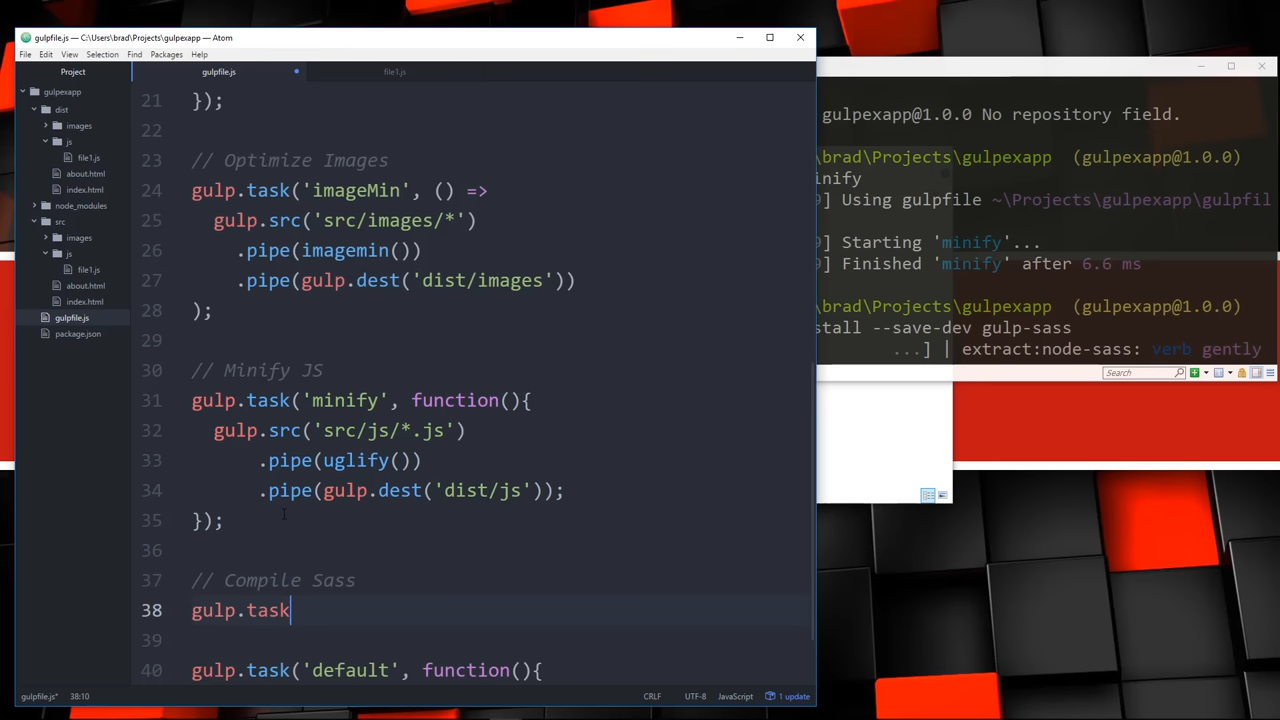 gulpfile.js — C:\Users\brad\Projects\gulpexapp — Atom
File Edit View Selection Find Packages Help
Project
gulpexapp
dist
images
js
file1.js
about.html
index.html
node_modules
src
images
js
file1.js
about.html
index.html
gulpfile.js
package.json
gulpfile.js file1.js
21 });
22
23 // Optimize Images
24 gulp.task('imageMin', () =>
25 gulp.src('src/images/*')
26 .pipe(imagemin())
27 .pipe(gulp.dest('dist/images'))
28 );
29
30 // Minify JS
31 gulp.task('minify', function(){
32 gulp.src('src/js/*.js')
33 .pipe(uglify())
34 .pipe(gulp.dest('dist/js'));
35 });
36
37 // Compile Sass
38 gulp.task
39
40 gulp.task('default', function(){
gulpfile.js* 38:10 CRLF UTF-8 JavaScript 1 update
gulpexapp@1.0.0 No repository field.
\brad\Projects\gulpexapp (gulpexapp@1.0.0)
inify
9] Using gulpfile ~\Projects\gulpexapp\gulpfil
9] Starting 'minify'...
9] Finished 'minify' after 6.6 ms
\brad\Projects\gulpexapp (gulpexapp@1.0.0)
stall --save-dev gulp-sass
...] | extract:node-sass: verb gently
Search